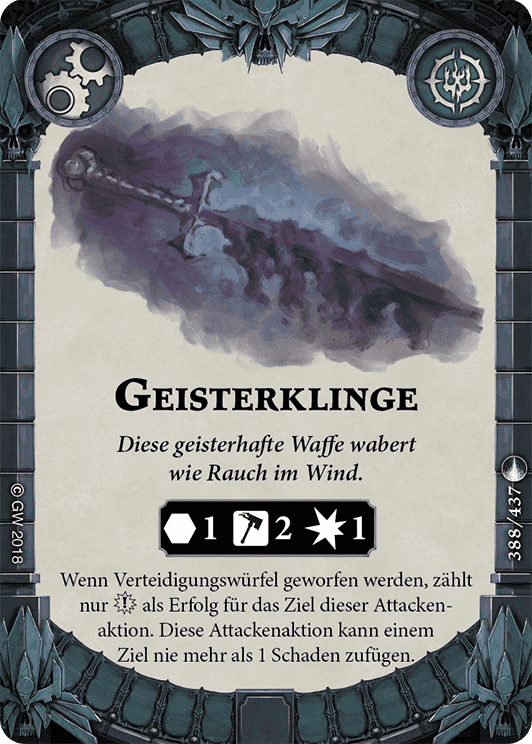 GEISTERKLINGE
Diese geisterhafte Waffe wabert
wie Rauch im Wind.
1 2 1
Wenn Verteidigungswürfel geworfen werden, zählt
nur als Erfolg für das Ziel dieser Attacken-
aktion. Diese Attackenaktion kann einem
Ziel nie mehr als 1 Schaden zufügen.
© GW 2018
388/437